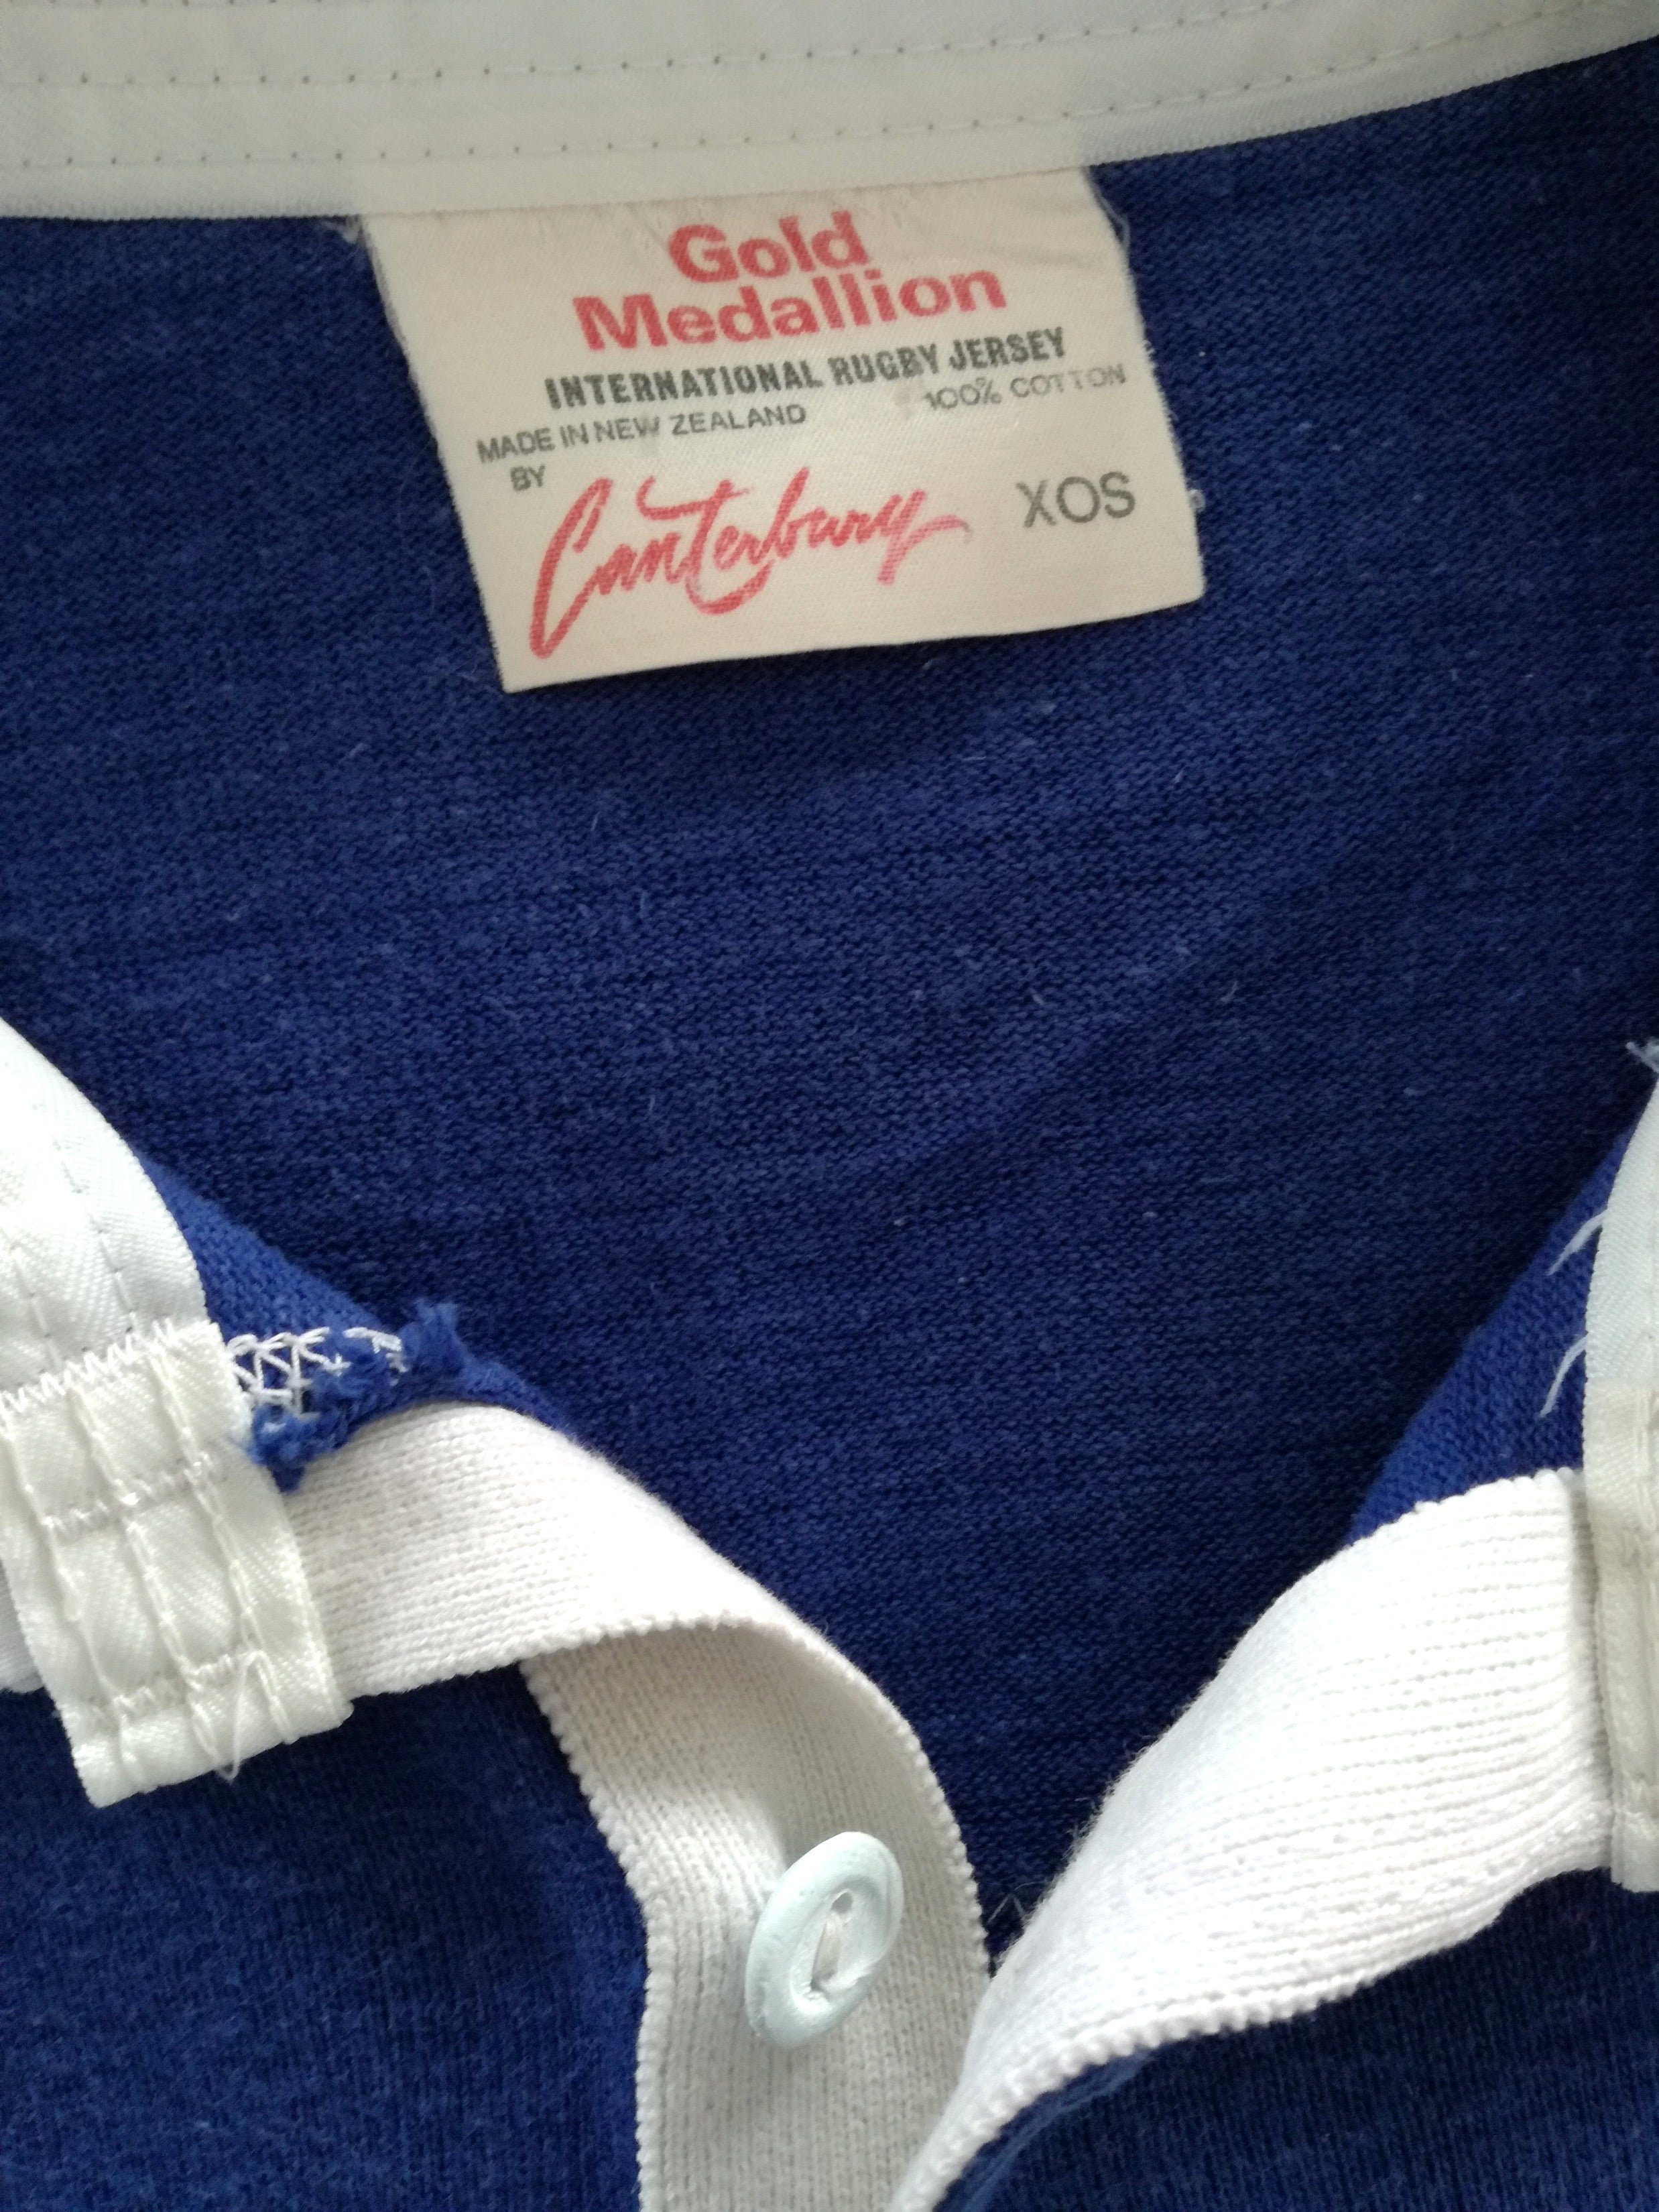 Gold
Medallion
INTERNATIONAL RUGBY JERSEY
MADE IN NEW ZEALAND 100% COTTON
BY Canterbury XOS